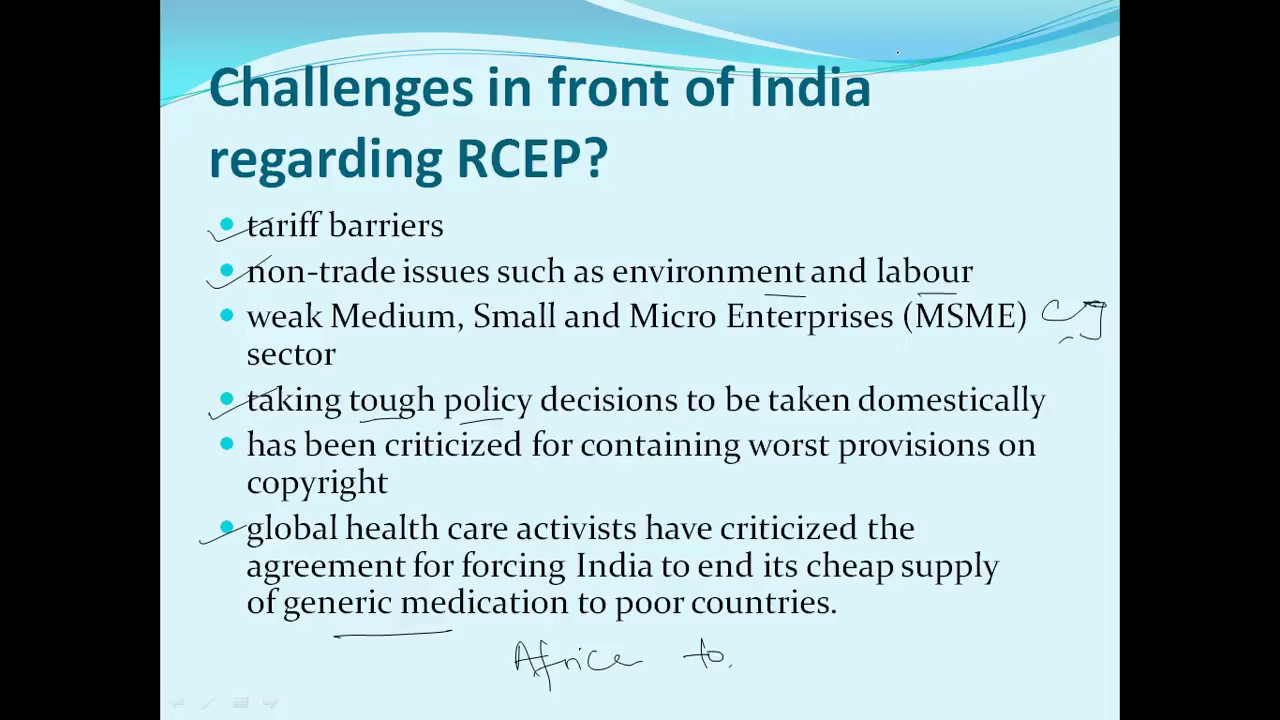 Challenges in front of India
regarding RCEP?
• tariff barriers
• non-trade issues such as environment and labour
• weak Medium, Small and Micro Enterprises (MSME)
sector
• taking tough policy decisions to be taken domestically
• has been criticized for containing worst provisions on
copyright
• global health care activists have criticized the
agreement for forcing India to end its cheap supply
of generic medication to poor countries.
to